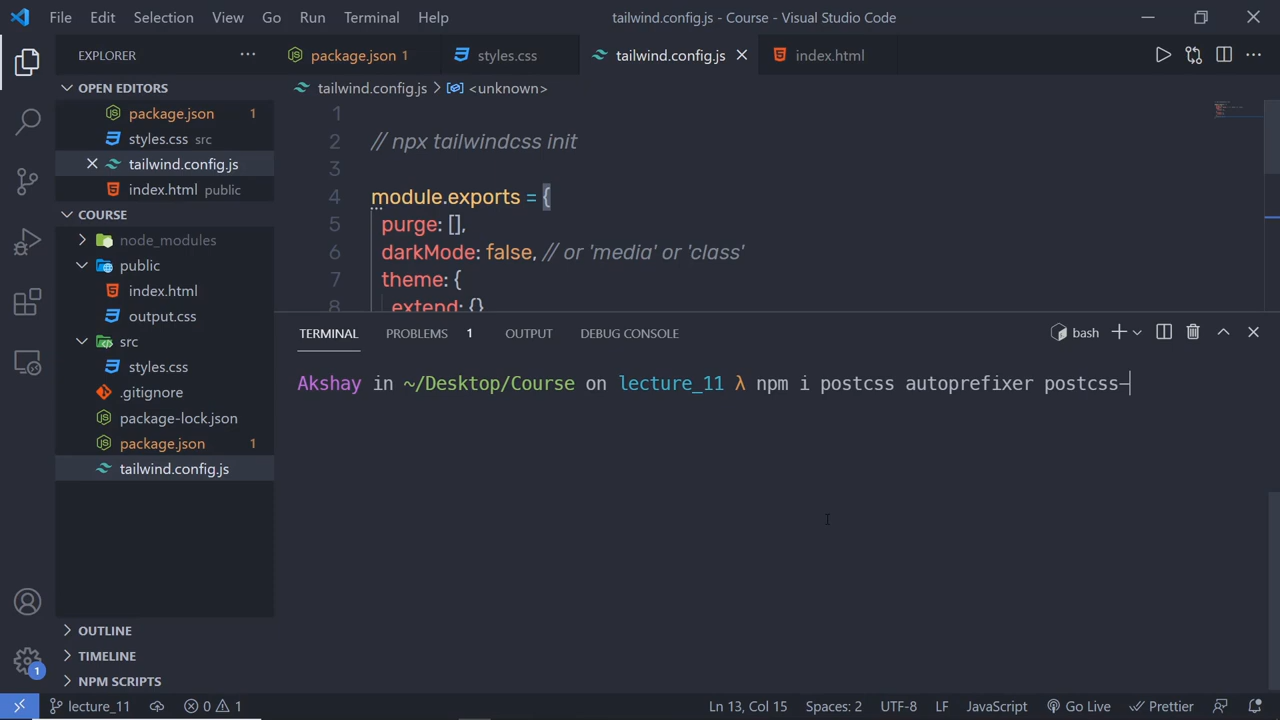 File Edit Selection View Go Run Terminal Help
tailwind.config.js - Course - Visual Studio Code
EXPLORER
package.json 1
styles.css
tailwind.config.js
index.html
OPEN EDITORS
package.json 1
styles.css src
tailwind.config.js
index.html public
COURSE
node_modules
public
index.html
output.css
src
styles.css
.gitignore
package-lock.json
package.json 1
tailwind.config.js
OUTLINE
TIMELINE
NPM SCRIPTS
tailwind.config.js > <unknown>
1
2 // npx tailwindcss init
3
4 module.exports = {
5 purge: [],
6 darkMode: false, // or 'media' or 'class'
7 theme: {
8 extend: {}
TERMINAL PROBLEMS 1 OUTPUT DEBUG CONSOLE
bash
Akshay in ~/Desktop/Course on lecture_11 λ npm i postcss autoprefixer postcss-
1
lecture_11 0 1 Ln 13, Col 15 Spaces: 2 UTF-8 LF JavaScript Go Live Prettier